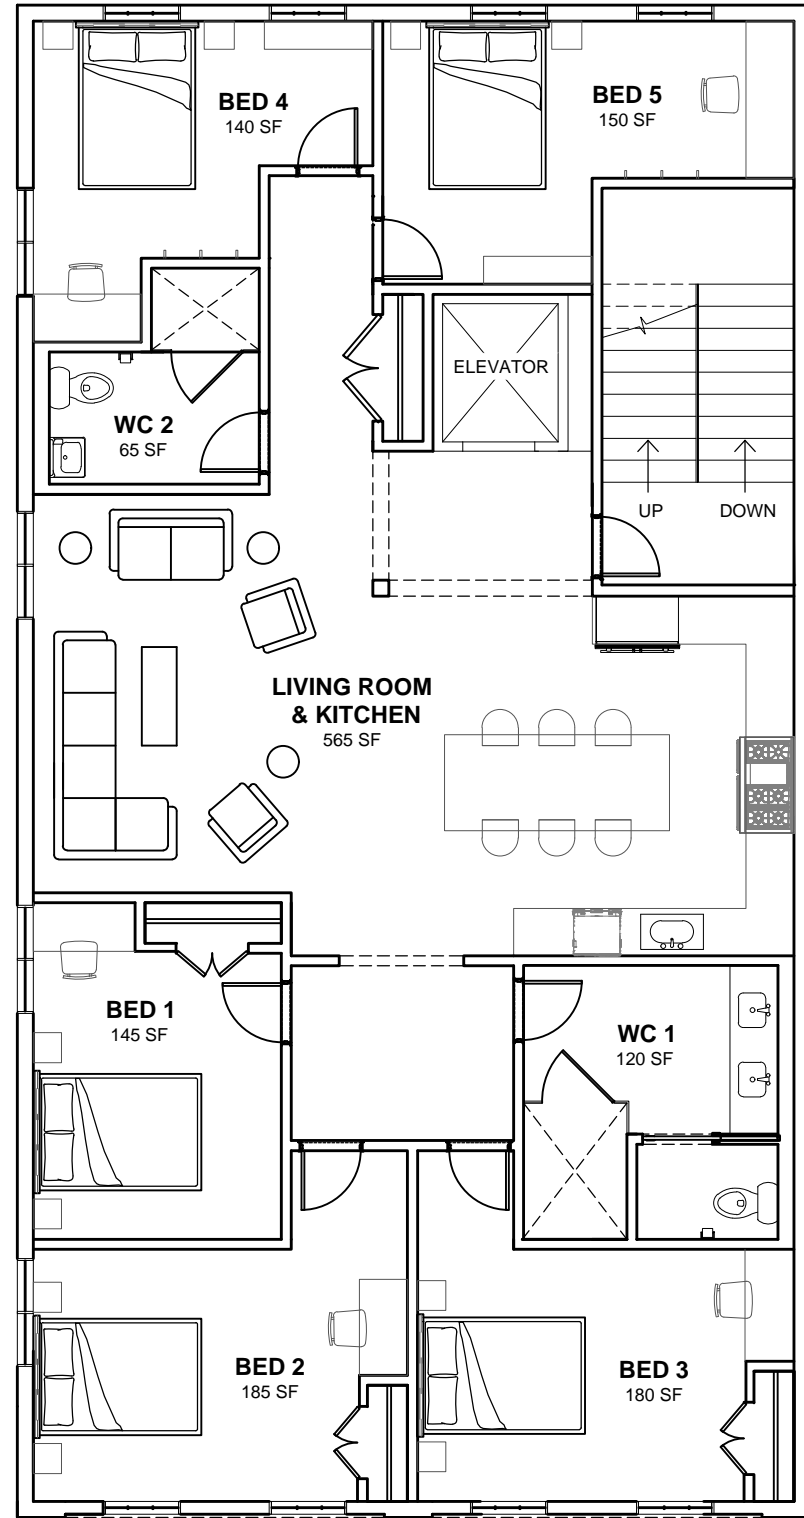 BED 4
140 SF
BED 5
150 SF
ELEVATOR
WC 2
65 SF
UP
DOWN
LIVING ROOM
& KITCHEN
565 SF
BED 1
145 SF
WC 1
120 SF
BED 2
185 SF
BED 3
180 SF